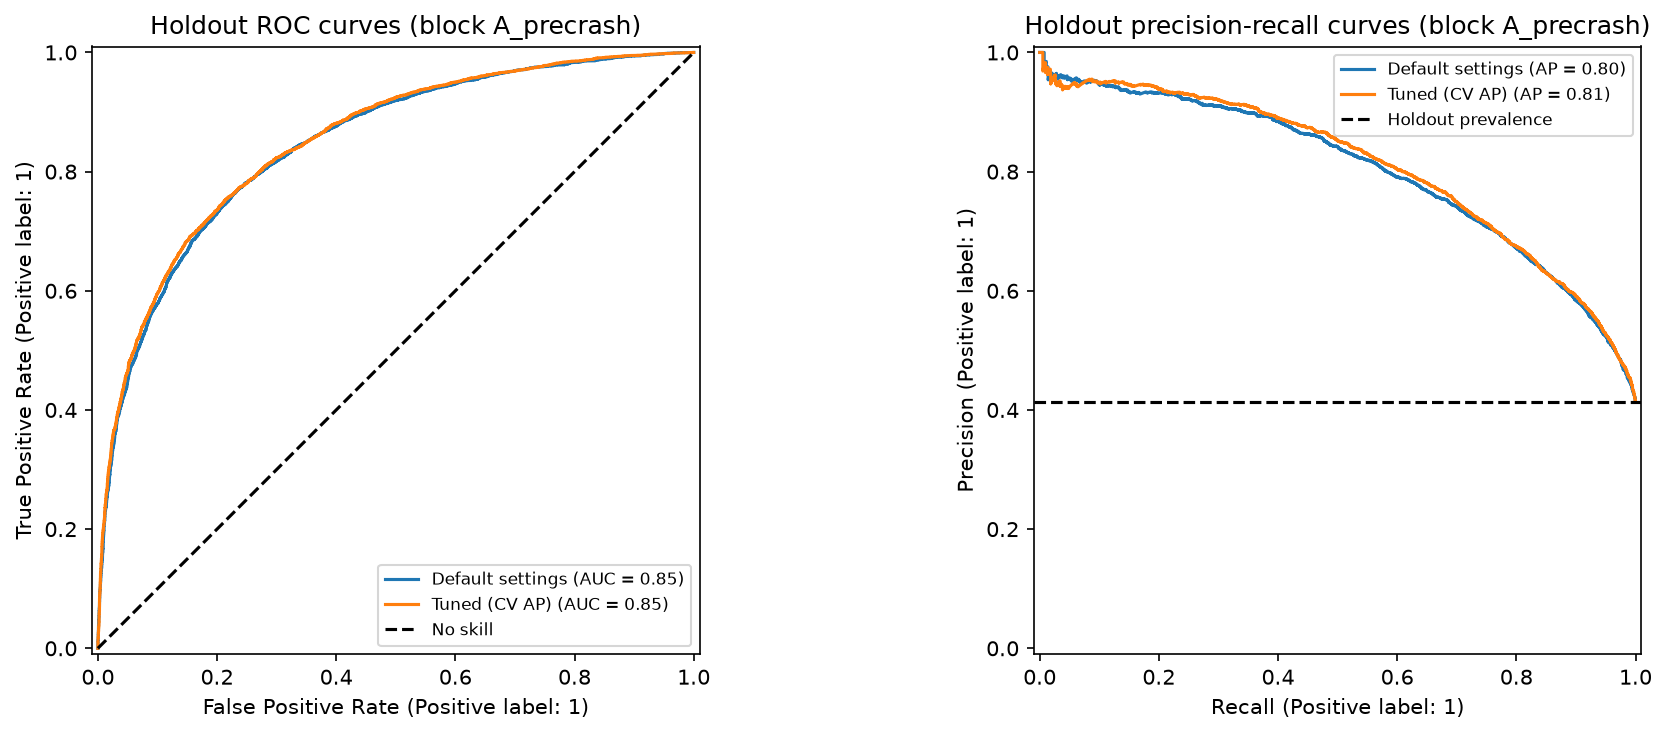 Holdout ROC curves (block A_precrash)
True Positive Rate (Positive label: 1)
1.0
0.8
0.6
0.4
0.2
0.0
Default settings (AUC = 0.85)
Tuned (CV AP) (AUC = 0.85)
No skill
0.0 0.2 0.4 0.6 0.8 1.0
False Positive Rate (Positive label: 1)
Holdout precision-recall curves (block A_precrash)
Precision (Positive label: 1)
1.0
0.8
0.6
0.4
0.2
0.0
Default settings (AP = 0.80)
Tuned (CV AP) (AP = 0.81)
Holdout prevalence
0.0 0.2 0.4 0.6 0.8 1.0
Recall (Positive label: 1)